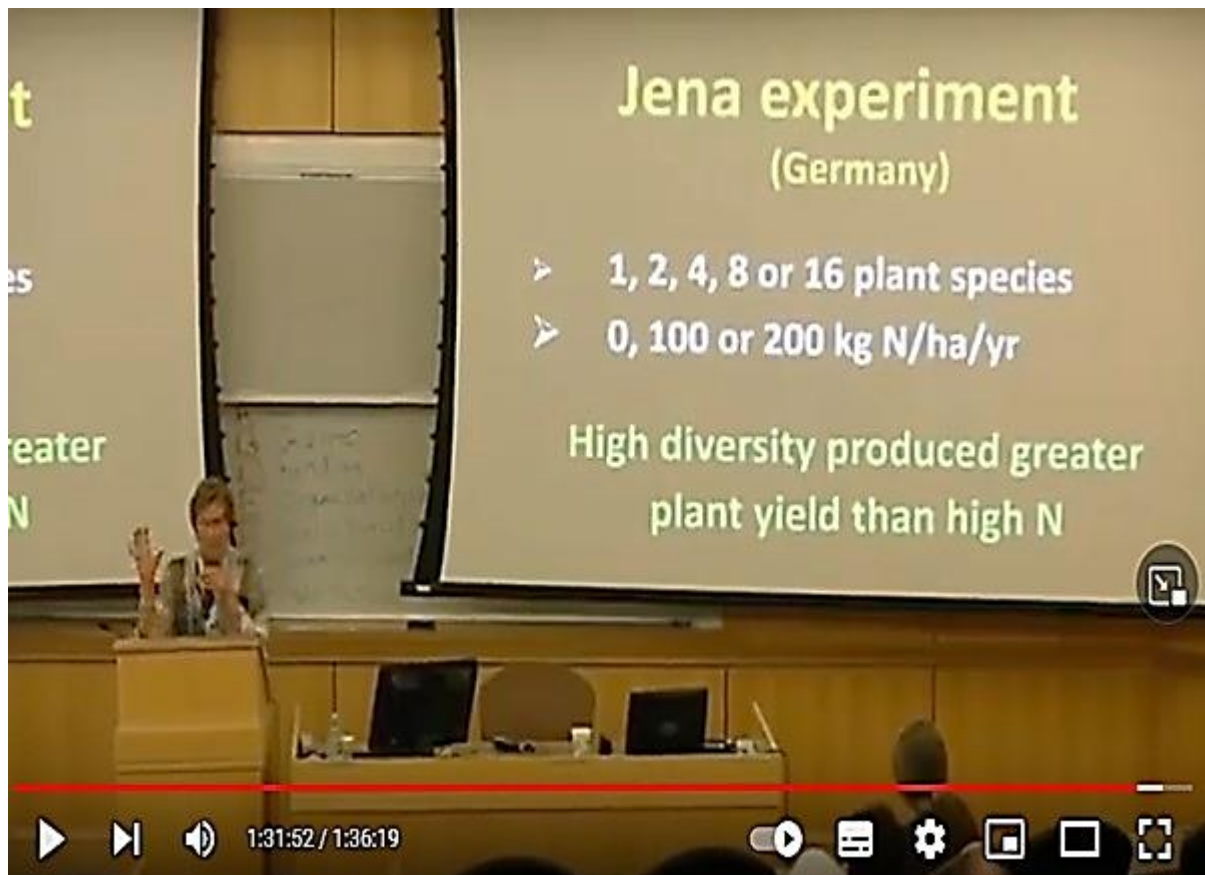 t
es
reater
N
Jena experiment
(Germany)
➢ 1, 2, 4, 8 or 16 plant species
➢ 0, 100 or 200 kg N/ha/yr
High diversity produced greater
plant yield than high N
1:31:52 / 1:36:19